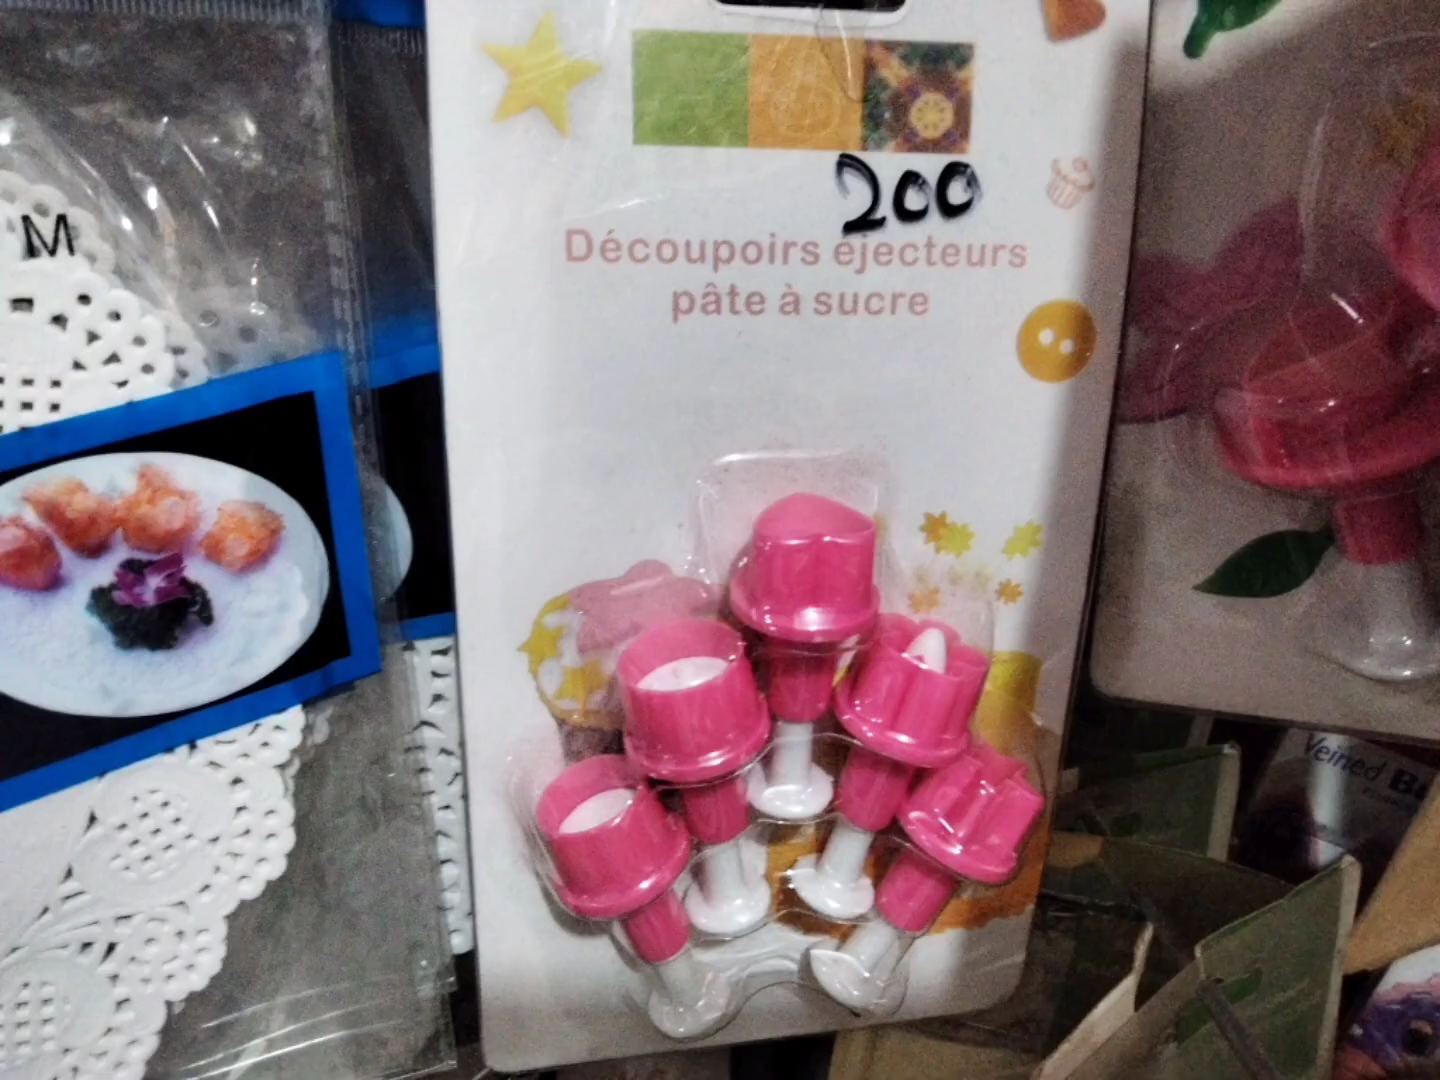 M
200
Découpoirs éjecteurs
pâte à sucre
Veined